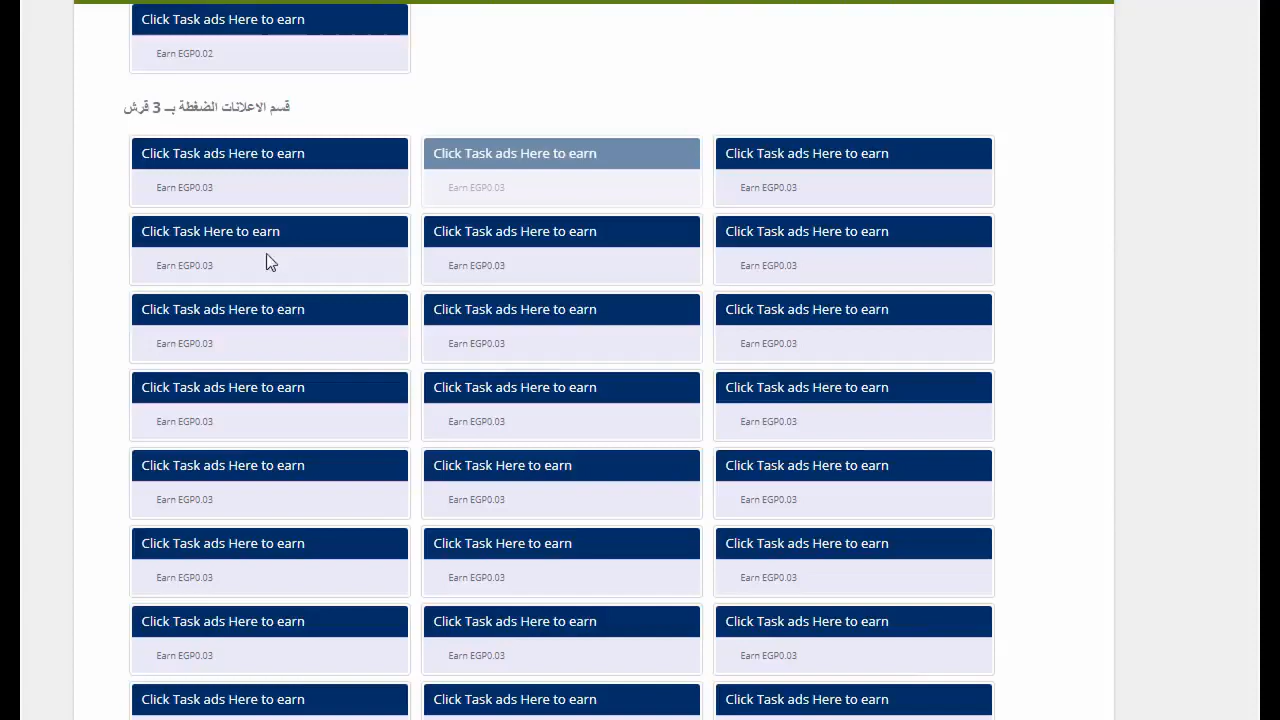 Click Task ads Here to earn
Earn EGP0.02
قسم الاعلانات الضغطة بـــ 3 قرش
Click Task ads Here to earn
Earn EGP0.03
Click Task ads Here to earn
Earn EGP0.03
Click Task ads Here to earn
Earn EGP0.03
Click Task Here to earn
Earn EGP0.03
Click Task ads Here to earn
Earn EGP0.03
Click Task ads Here to earn
Earn EGP0.03
Click Task ads Here to earn
Earn EGP0.03
Click Task ads Here to earn
Earn EGP0.03
Click Task ads Here to earn
Earn EGP0.03
Click Task ads Here to earn
Earn EGP0.03
Click Task ads Here to earn
Earn EGP0.03
Click Task ads Here to earn
Earn EGP0.03
Click Task ads Here to earn
Earn EGP0.03
Click Task Here to earn
Earn EGP0.03
Click Task ads Here to earn
Earn EGP0.03
Click Task ads Here to earn
Earn EGP0.03
Click Task Here to earn
Earn EGP0.03
Click Task ads Here to earn
Earn EGP0.03
Click Task ads Here to earn
Earn EGP0.03
Click Task ads Here to earn
Earn EGP0.03
Click Task ads Here to earn
Earn EGP0.03
Click Task ads Here to earn
Click Task ads Here to earn
Click Task ads Here to earn